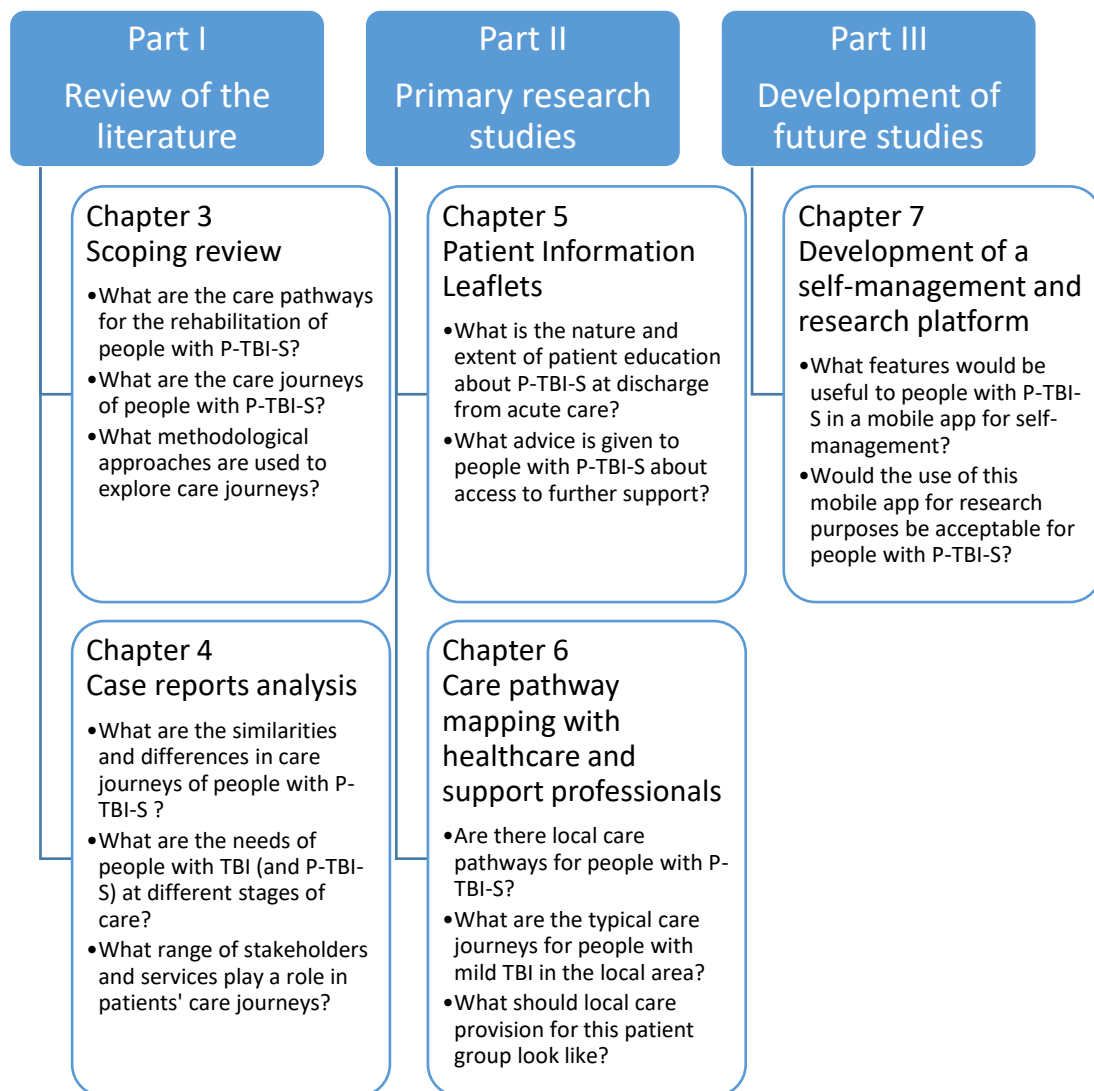 Part I
Review of the
literature
Chapter 3
Scoping review
•What are the care pathways
for the rehabilitation of
people with P-TBI-S?
•What are the care journeys
of people with P-TBI-S?
•What methodological
approaches are used to
explore care journeys?
Chapter 4
Case reports analysis
•What are the similarities
and differences in care
journeys of people with P-
TBI-S ?
•What are the needs of
people with TBI (and P-TBI-
S) at different stages of
care?
•What range of stakeholders
and services play a role in
patients' care journeys?
Part II
Primary research
studies
Chapter 5
Patient Information
Leaflets
•What is the nature and
extent of patient education
about P-TBI-S at discharge
from acute care?
•What advice is given to
people with P-TBI-S about
access to further support?
Chapter 6
Care pathway
mapping with
healthcare and
support professionals
•Are there local care
pathways for people with P-
TBI-S?
•What are the typical care
journeys for people with
mild TBI in the local area?
•What should local care
provision for this patient
group look like?
Part III
Development of
future studies
Chapter 7
Development of a
self-management and
research platform
•What features would be
useful to people with P-TBI-
S in a mobile app for self-
management?
•Would the use of this
mobile app for research
purposes be acceptable for
people with P-TBI-S?